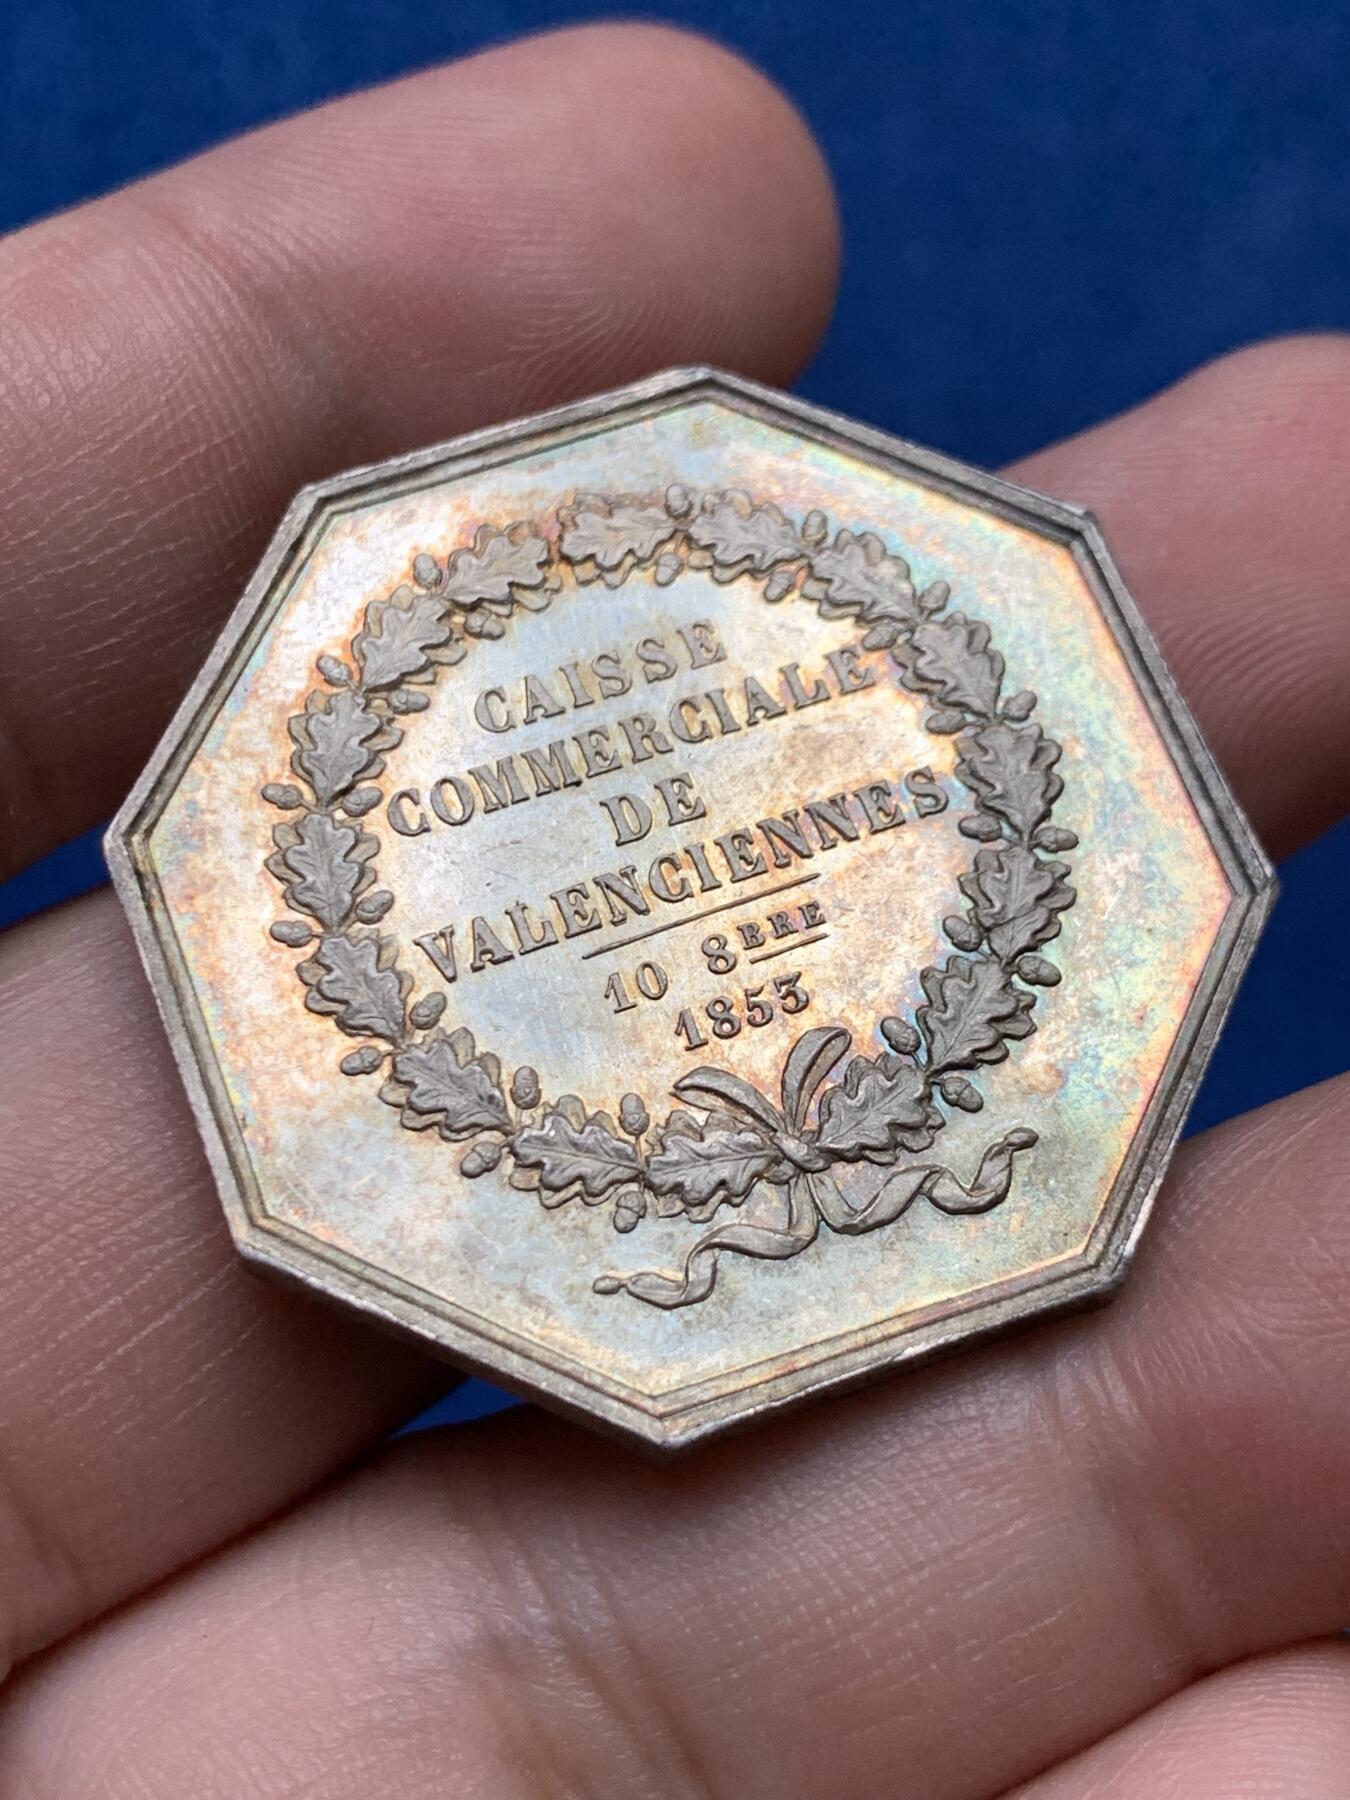 CAISSE
COMMERCIALE
DE
VALENCIENNES
10 8BRE
1853